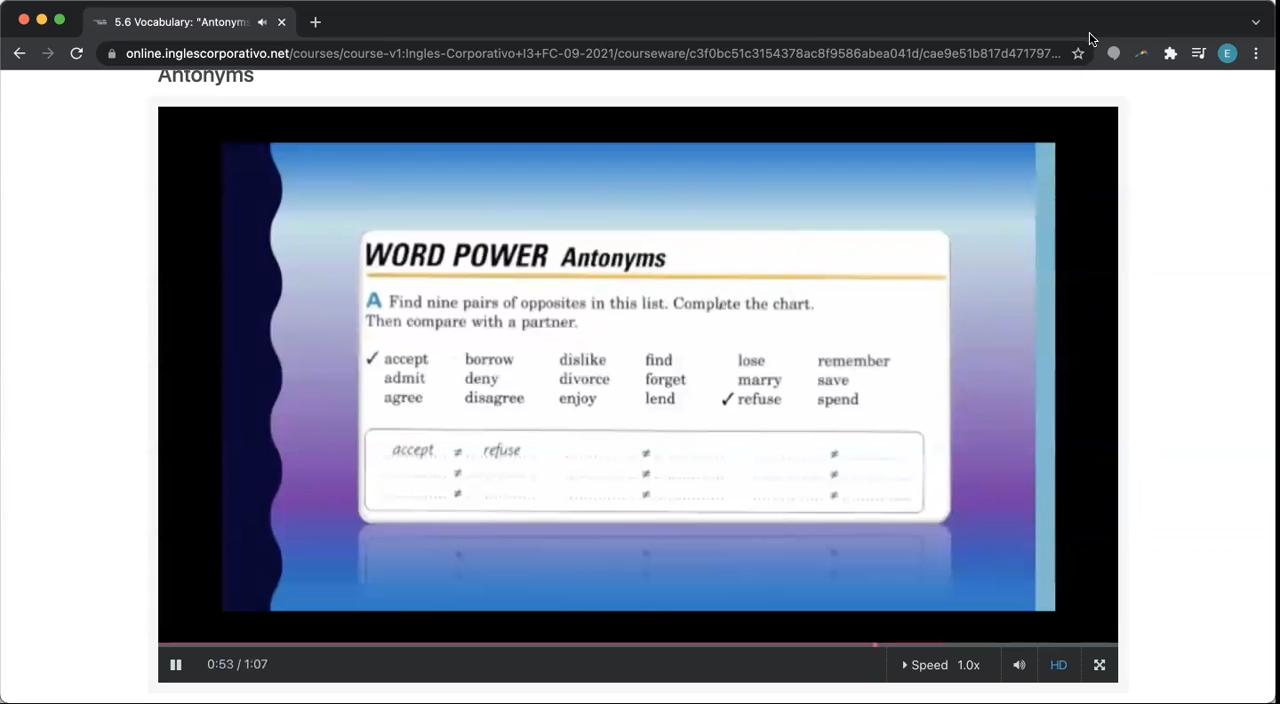 5.6 Vocabulary: "Antonyms
online.inglescorporativo.net/courses/course-v1:Ingles-Corporativo+I3+FC-09-2021/courseware/c3f0bc51c3154378ac8f9586abea041d/cae9e51b817d471797...
E
Antonyms
WORD POWER Antonyms
A Find nine pairs of opposites in this list. Complete the chart.
Then compare with a partner.
✓ accept borrow dislike find lose remember
admit deny divorce forget marry save
agree disagree enjoy lend ✓ refuse spend
accept ≠ refuse ≠ ≠
≠ ≠ ≠
≠ ≠ ≠
0:53 / 1:07 Speed 1.0x HD